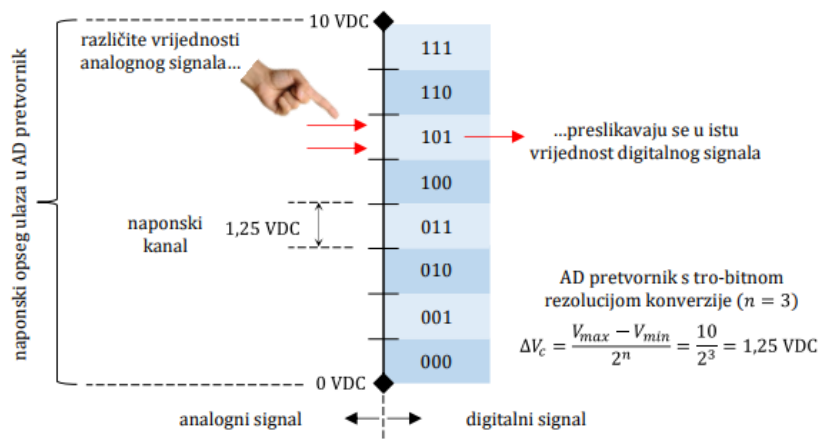 naponski opseg ulaza u AD pretvornik
10 VDC
različite vrijednosti
analognog signala…
111
110
101
…preslikavaju se u istu
vrijednost digitalnog signala
100
naponski
kanal
1,25 VDC
011
010
001
000
AD pretvornik s tro-bitnom
rezolucijom konverzije (n = 3)
ΔV_c = (V_max − V_min)/2^n = 10/2^3 = 1,25 VDC
0 VDC
analogni signal
digitalni signal